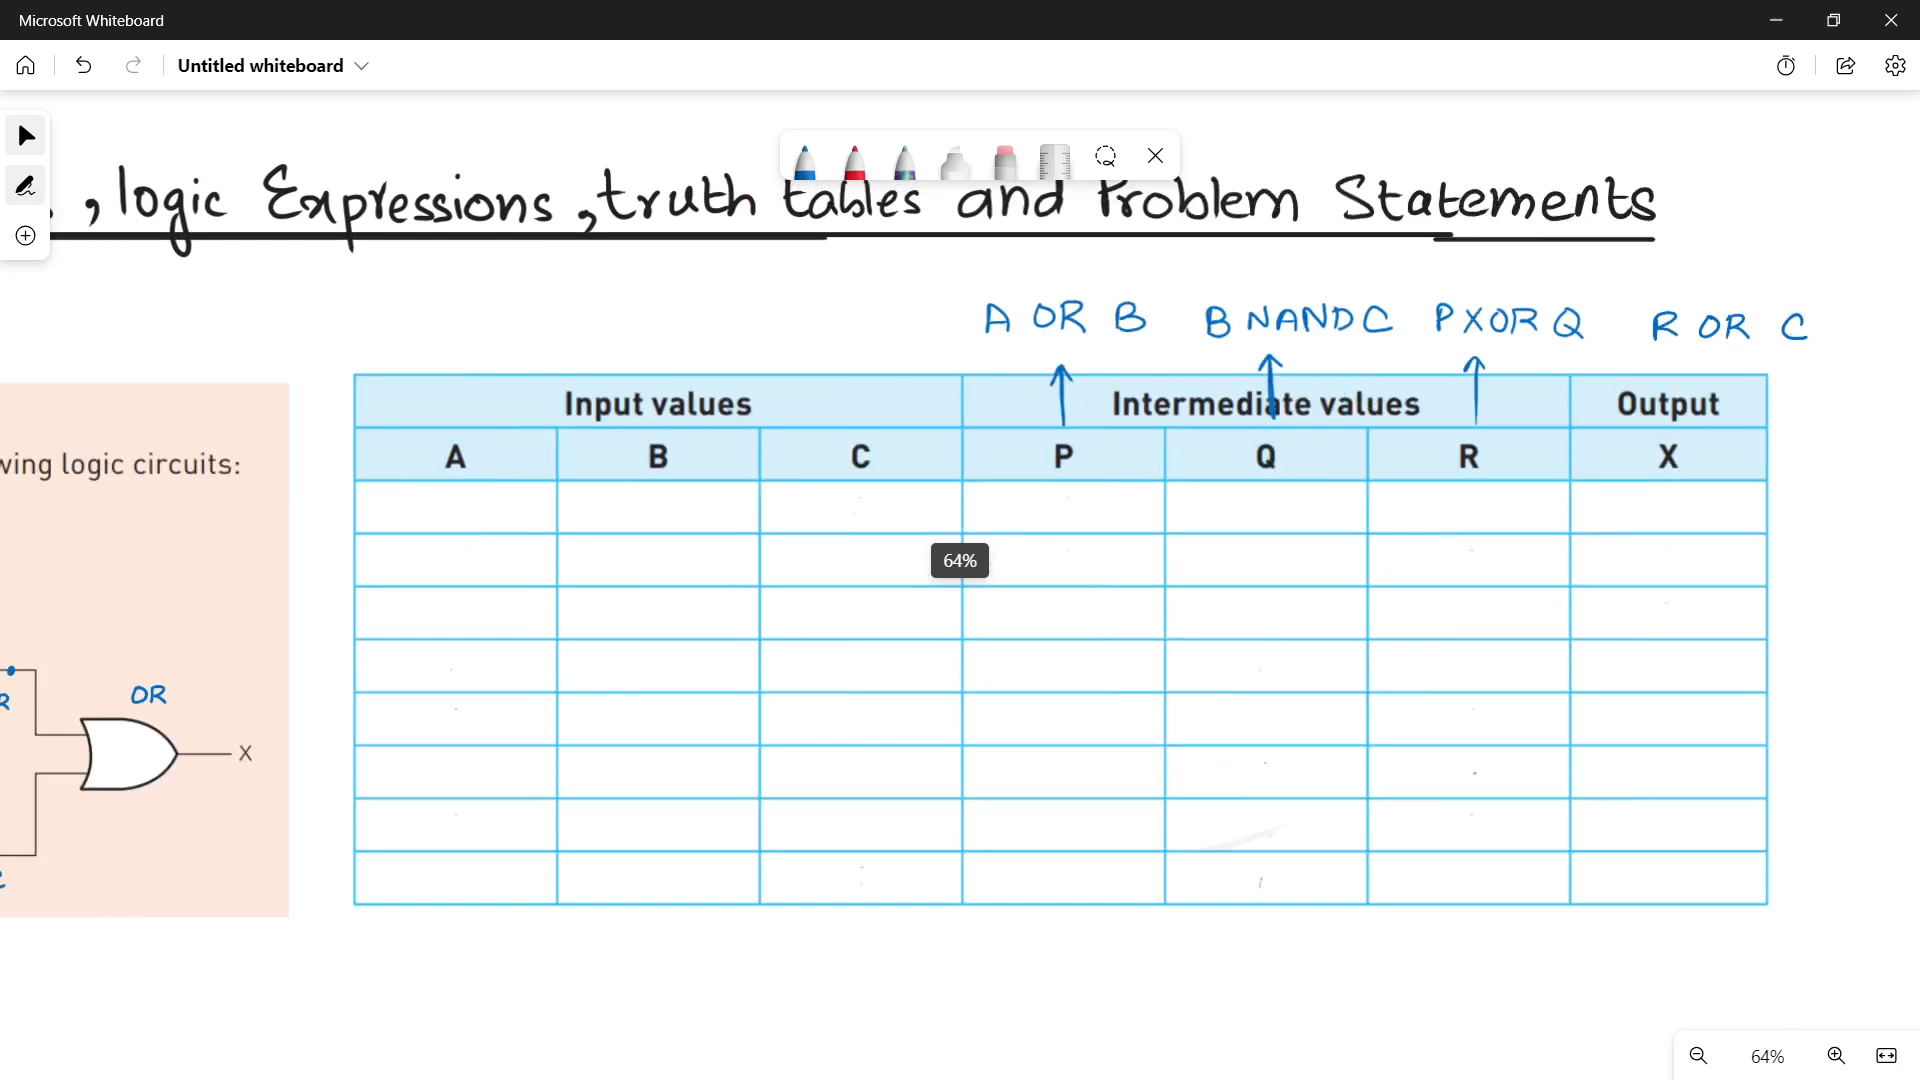 Microsoft Whiteboard
Untitled whiteboard
, logic Expressions , truth tables and Problem Statements
A OR B B NAND C P XOR Q R OR C
Input values Intermediate values Output
A B C P Q R X
wing logic circuits:
64%
OR
R
X
C
64%